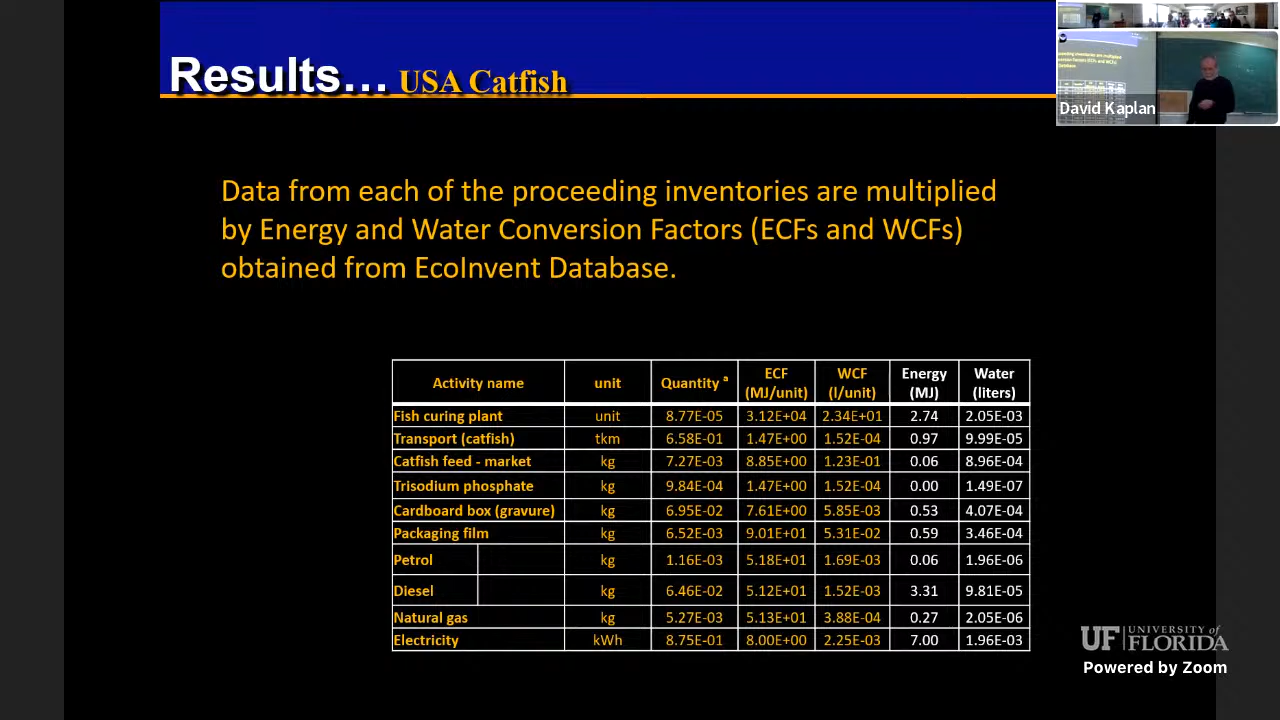 Results... USA Catfish
David Kaplan
Data from each of the proceeding inventories are multiplied
by Energy and Water Conversion Factors (ECFs and WCFs)
obtained from EcoInvent Database.
Activity name unit Quantity a ECF (MJ/unit) WCF (l/unit) Energy (MJ) Water (liters)
Fish curing plant unit 8.77E-05 3.12E+04 2.34E+01 2.74 2.05E-03
Transport (catfish) tkm 6.58E-01 1.47E+00 1.52E-04 0.97 9.99E-05
Catfish feed - market kg 7.27E-03 8.85E+00 1.23E-01 0.06 8.96E-04
Trisodium phosphate kg 9.84E-04 1.47E+00 1.52E-04 0.00 1.49E-07
Cardboard box (gravure) kg 6.95E-02 7.61E+00 5.85E-03 0.53 4.07E-04
Packaging film kg 6.52E-03 9.01E+01 5.31E-02 0.59 3.46E-04
Petrol kg 1.16E-03 5.18E+01 1.69E-03 0.06 1.96E-06
Diesel kg 6.46E-02 5.12E+01 1.52E-03 3.31 9.81E-05
Natural gas kg 5.27E-03 5.13E+01 3.88E-04 0.27 2.05E-06
Electricity kWh 8.75E-01 8.00E+00 2.25E-03 7.00 1.96E-03
UF UNIVERSITY of FLORIDA
Powered by Zoom